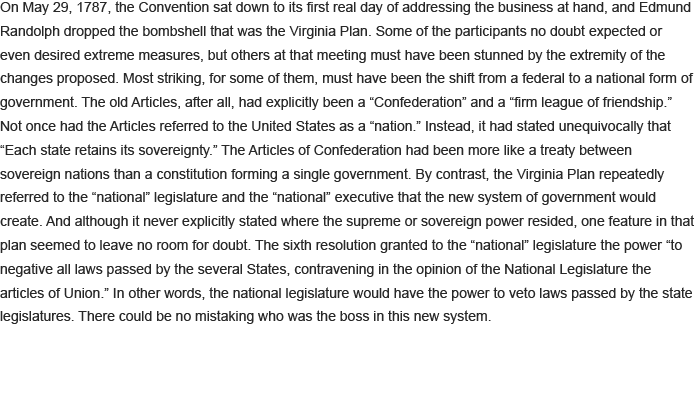 On May 29, 1787, the Convention sat down to its first real day of addressing the business at hand, and Edmund
Randolph dropped the bombshell that was the Virginia Plan. Some of the participants no doubt expected or
even desired extreme measures, but others at that meeting must have been stunned by the extremity of the
changes proposed. Most striking, for some of them, must have been the shift from a federal to a national form of
government. The old Articles, after all, had explicitly been a “Confederation” and a “firm league of friendship.”
Not once had the Articles referred to the United States as a “nation.” Instead, it had stated unequivocally that
“Each state retains its sovereignty.” The Articles of Confederation had been more like a treaty between
sovereign nations than a constitution forming a single government. By contrast, the Virginia Plan repeatedly
referred to the “national” legislature and the “national” executive that the new system of government would
create. And although it never explicitly stated where the supreme or sovereign power resided, one feature in that
plan seemed to leave no room for doubt. The sixth resolution granted to the “national” legislature the power “to
negative all laws passed by the several States, contravening in the opinion of the National Legislature the
articles of Union.” In other words, the national legislature would have the power to veto laws passed by the state
legislatures. There could be no mistaking who was the boss in this new system.